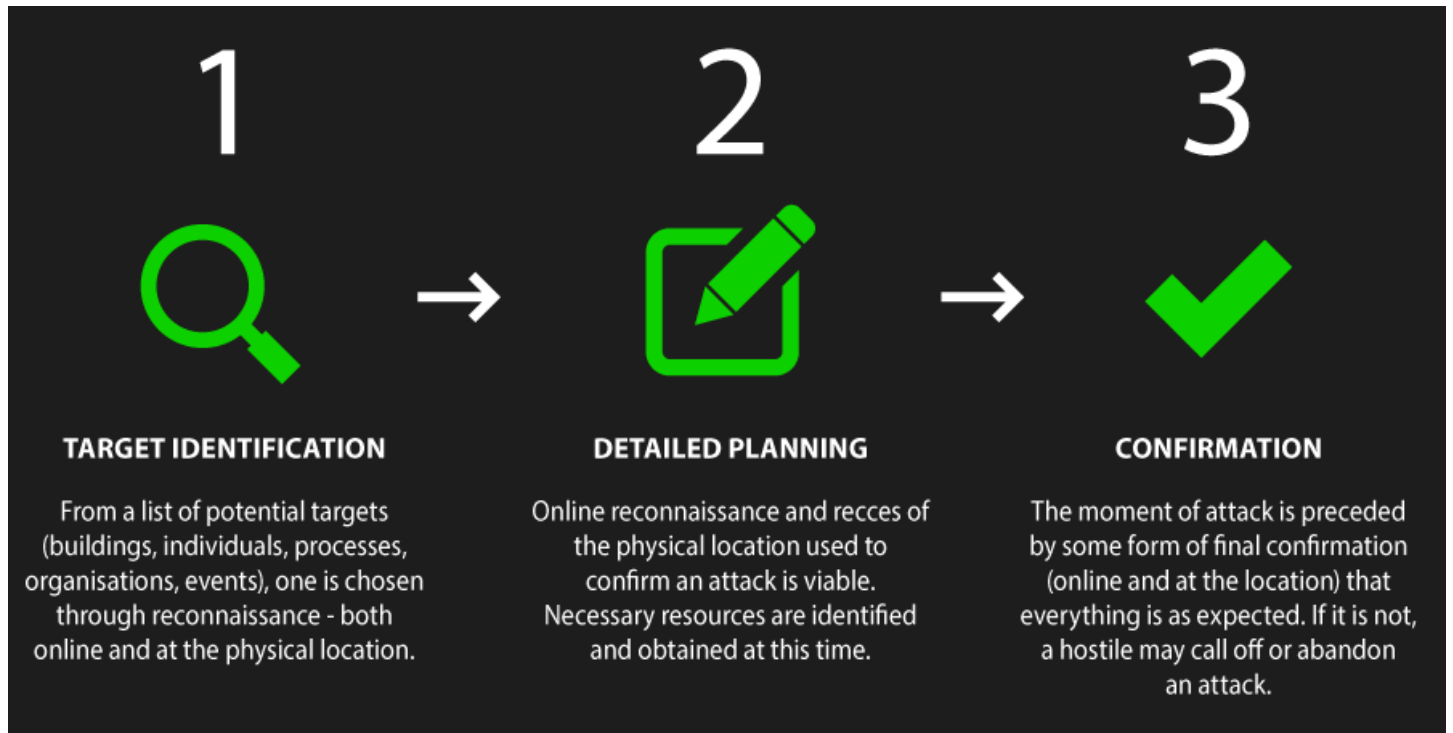 1
2
3
TARGET IDENTIFICATION
From a list of potential targets
(buildings, individuals, processes,
organisations, events), one is chosen
through reconnaissance - both
online and at the physical location.
DETAILED PLANNING
Online reconnaissance and recces of
the physical location used to
confirm an attack is viable.
Necessary resources are identified
and obtained at this time.
CONFIRMATION
The moment of attack is preceded
by some form of final confirmation
(online and at the location) that
everything is as expected. If it is not,
a hostile may call off or abandon
an attack.